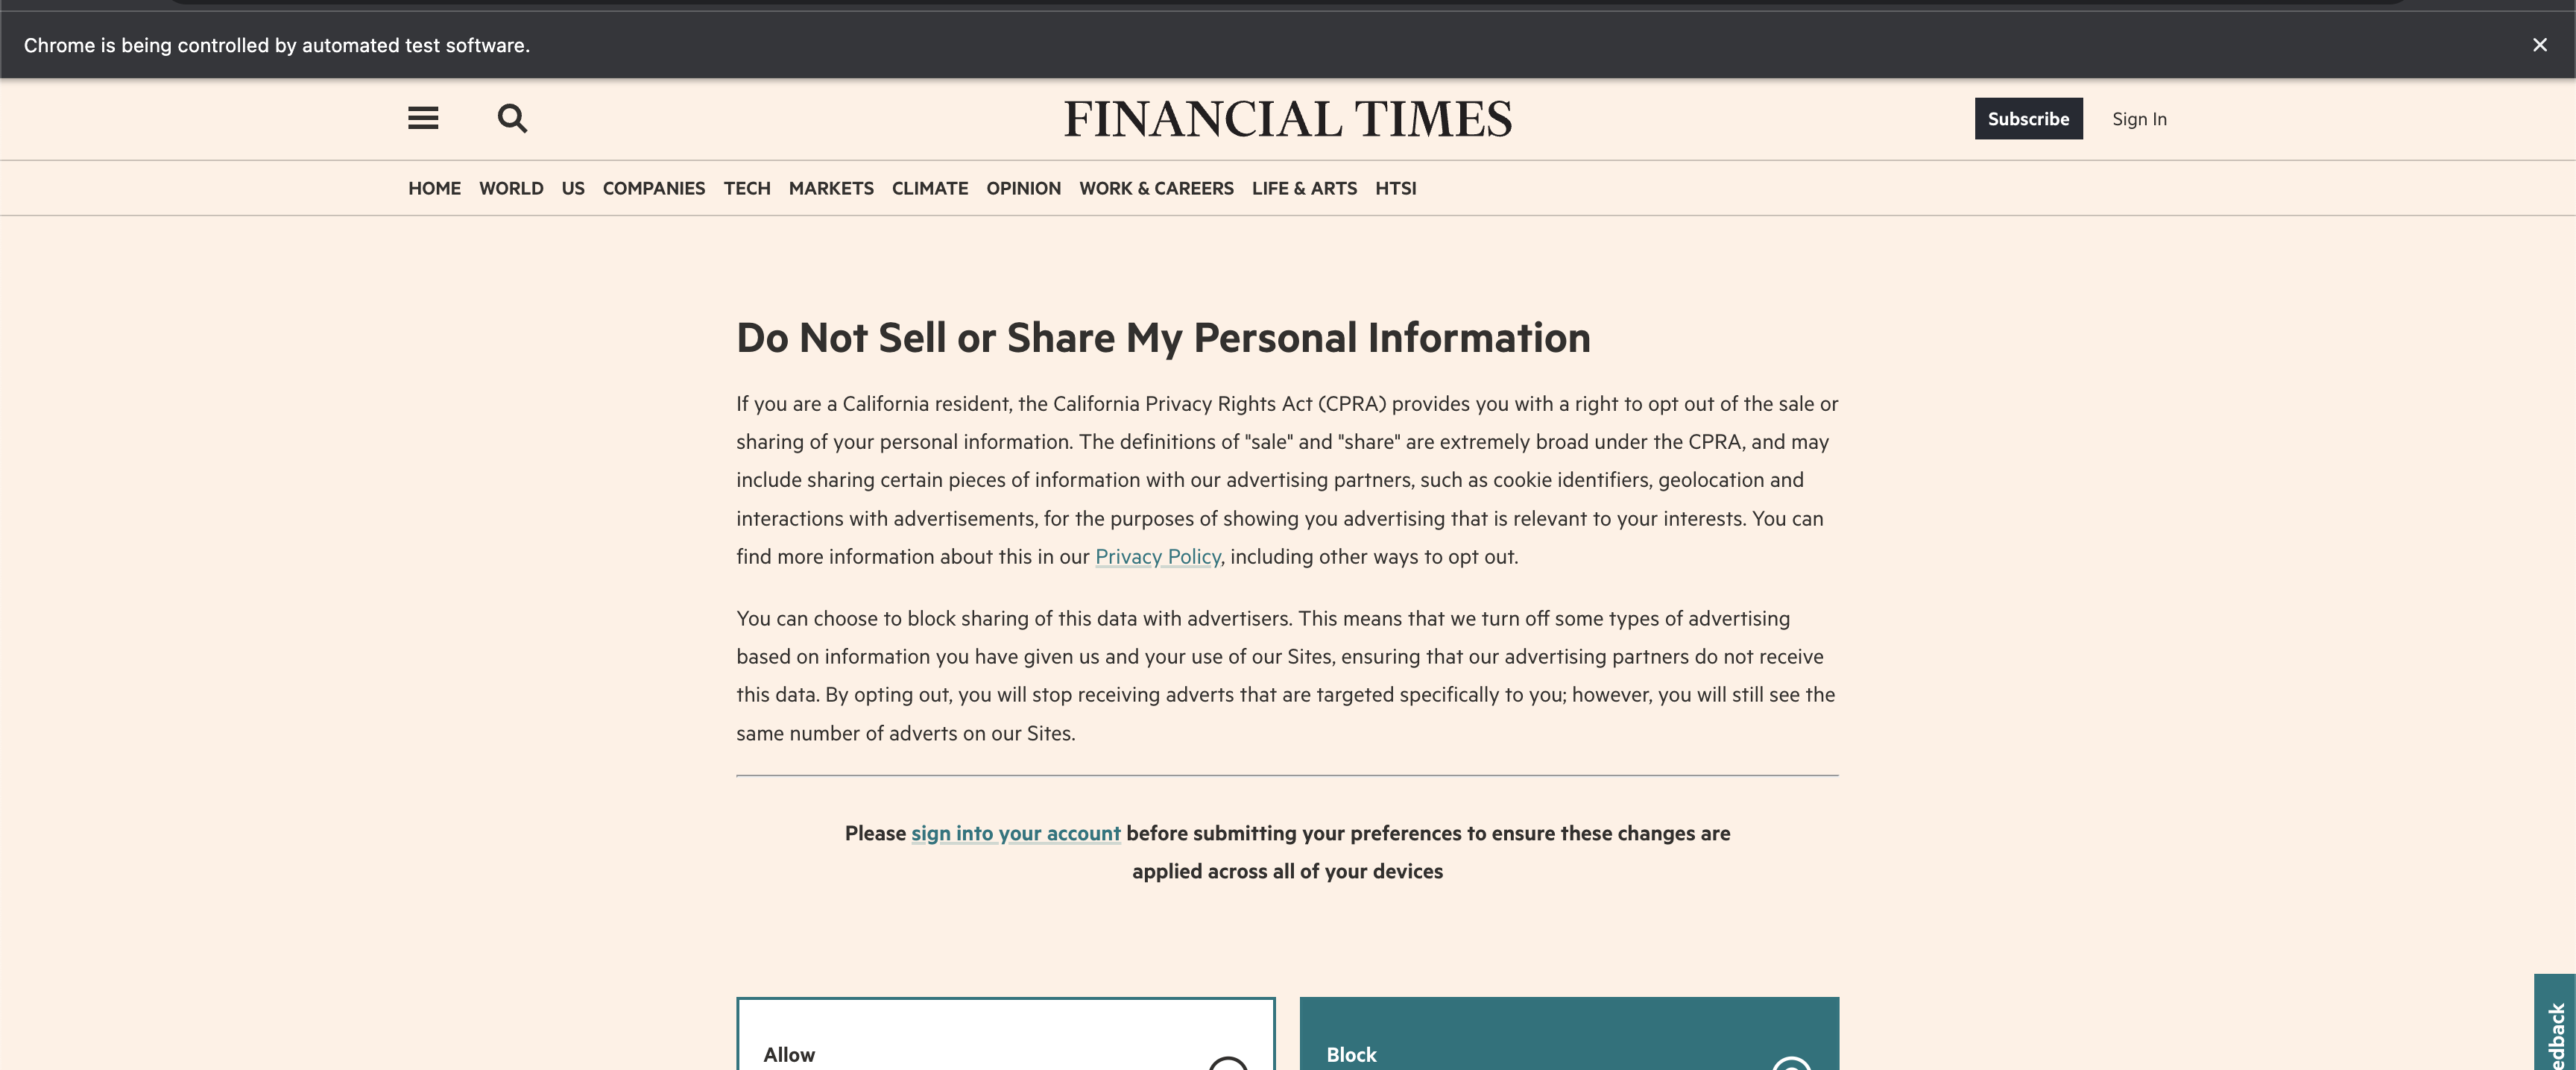 Chrome is being controlled by automated test software.
FINANCIAL TIMES
Subscribe
Sign In
HOME WORLD US COMPANIES TECH MARKETS CLIMATE OPINION WORK & CAREERS LIFE & ARTS HTSI
Do Not Sell or Share My Personal Information
If you are a California resident, the California Privacy Rights Act (CPRA) provides you with a right to opt out of the sale or
sharing of your personal information. The definitions of "sale" and "share" are extremely broad under the CPRA, and may
include sharing certain pieces of information with our advertising partners, such as cookie identifiers, geolocation and
interactions with advertisements, for the purposes of showing you advertising that is relevant to your interests. You can
find more information about this in our Privacy Policy, including other ways to opt out.
You can choose to block sharing of this data with advertisers. This means that we turn off some types of advertising
based on information you have given us and your use of our Sites, ensuring that our advertising partners do not receive
this data. By opting out, you will stop receiving adverts that are targeted specifically to you; however, you will still see the
same number of adverts on our Sites.
Please sign into your account before submitting your preferences to ensure these changes are
applied across all of your devices
Allow
Block